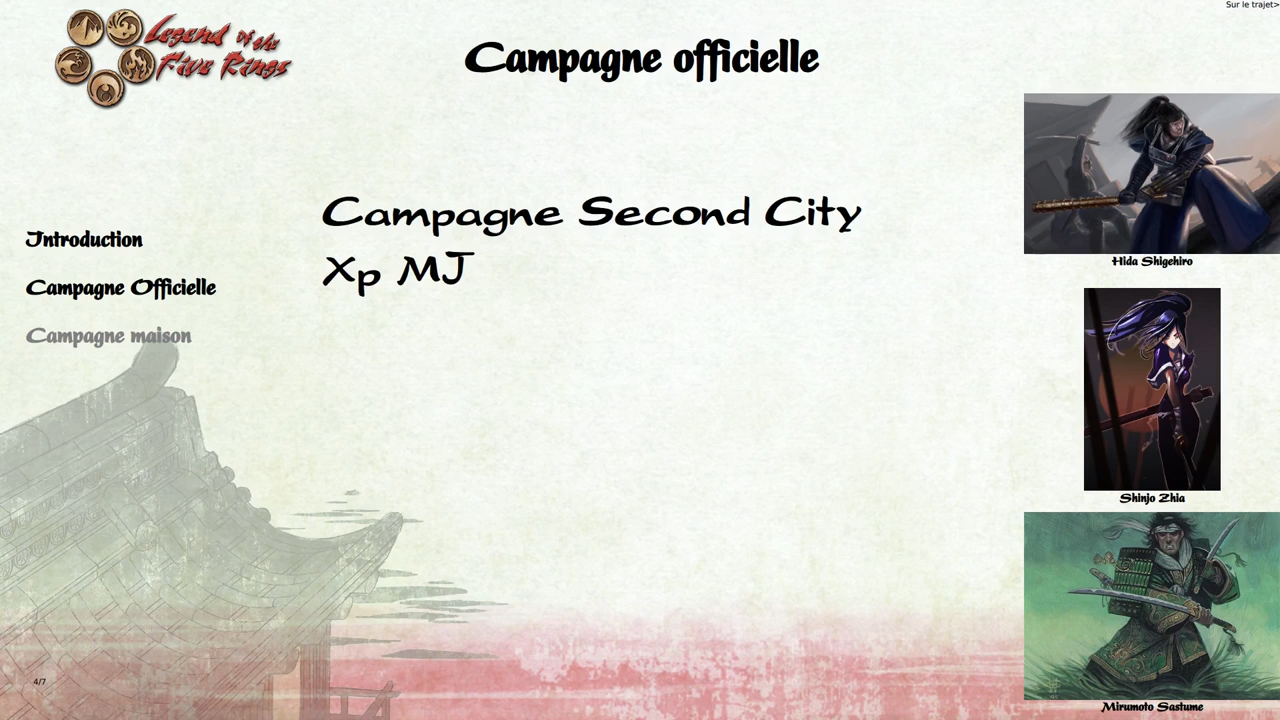 Sur le trajet>
Legend of the
Five Rings
Campagne officielle
Introduction
Campagne Officielle
Campagne maison
Campagne Second City
Xp MJ
Hida Shigehiro
Shinjo Zhia
Mirumoto Sastume
4/7